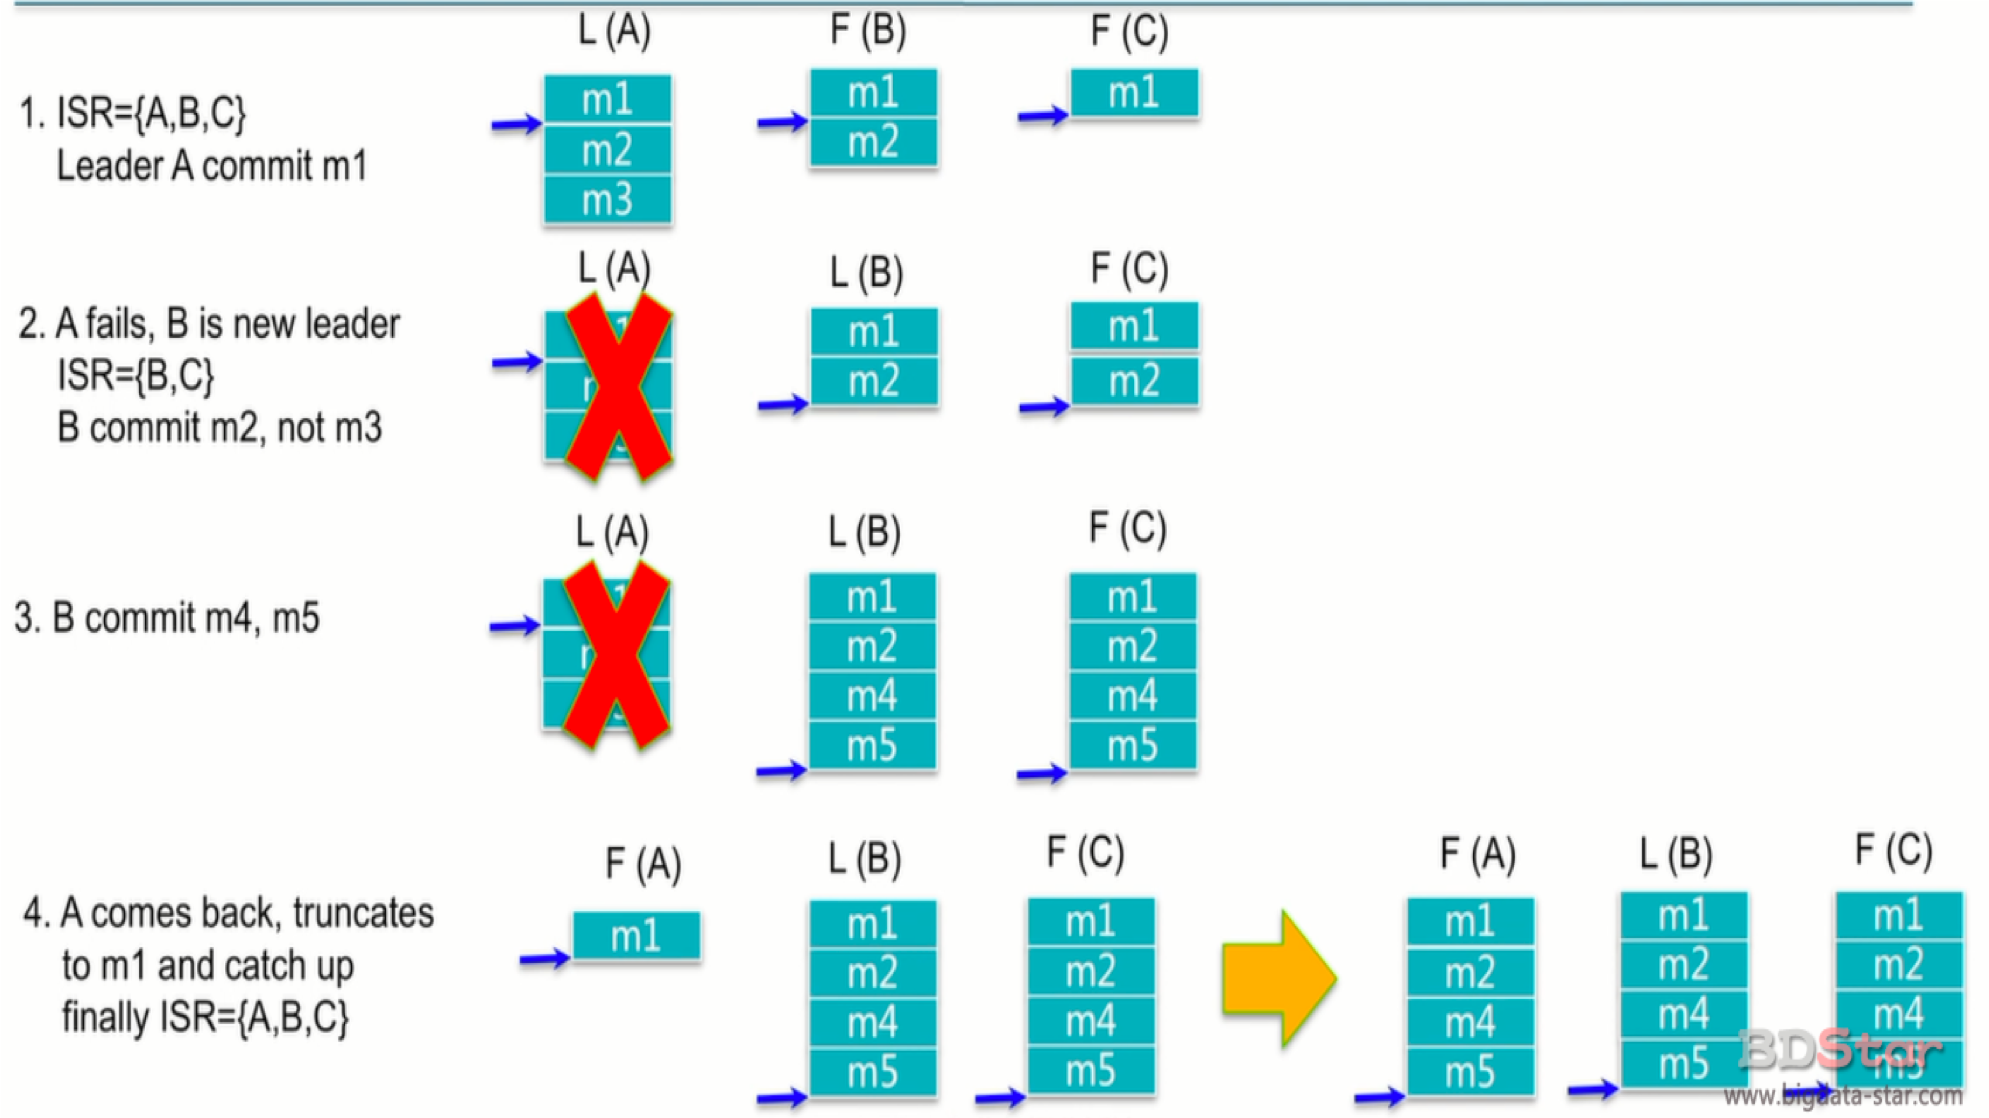 L (A)
F (B)
F (C)
1. ISR={A,B,C}
Leader A commit m1
m1
m2
m3
m1
m2
m1
L (A)
L (B)
F (C)
2. A fails, B is new leader
ISR={B,C}
B commit m2, not m3
m1
m2
m1
m2
L (A)
L (B)
F (C)
3. B commit m4, m5
m1
m2
m4
m5
m1
m2
m4
m5
F (A)
L (B)
F (C)
F (A)
L (B)
F (C)
4. A comes back, truncates
to m1 and catch up
finally ISR={A,B,C}
m1
m1
m2
m4
m5
m1
m2
m4
m5
m1
m2
m4
m5
m1
m2
m4
m5
m1
m2
m4
m5
BDStar
www.bigdata-star.com